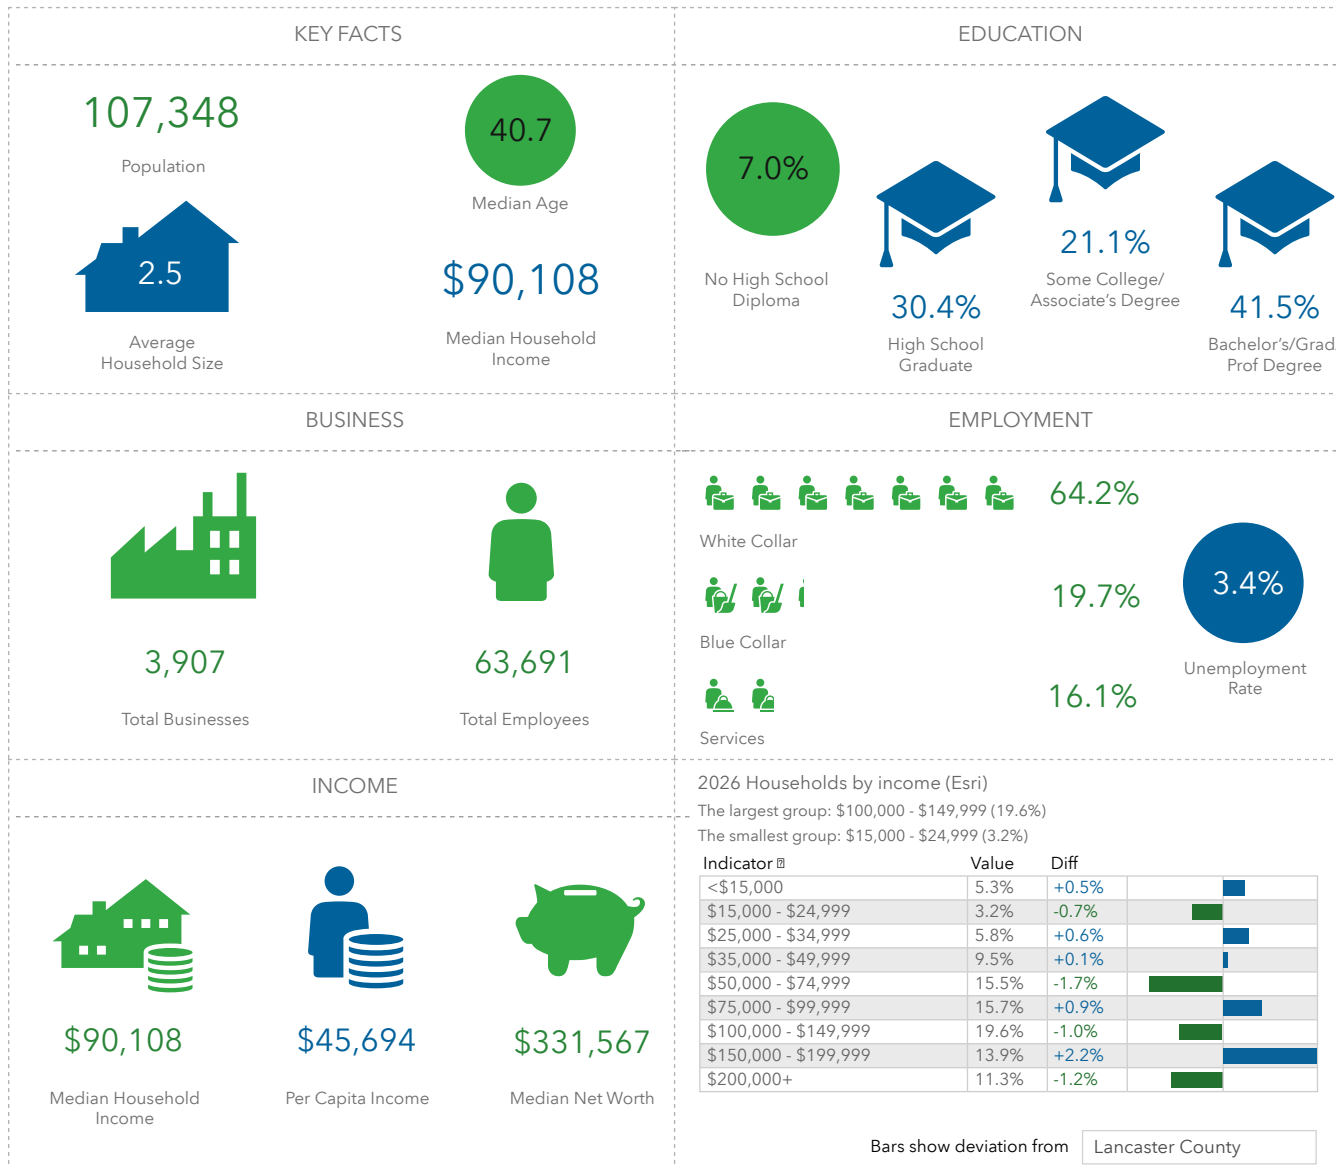 KEY FACTS
107,348
Population
40.7
Median Age
2.5
Average
Household Size
$90,108
Median Household
Income
EDUCATION
7.0%
No High School
Diploma
30.4%
High School
Graduate
21.1%
Some College/
Associate's Degree
41.5%
Bachelor's/Grad
Prof Degree
BUSINESS
3,907
Total Businesses
63,691
Total Employees
EMPLOYMENT
64.2%
White Collar
19.7%
Blue Collar
16.1%
Services
3.4%
Unemployment
Rate
INCOME
$90,108
Median Household
Income
$45,694
Per Capita Income
$331,567
Median Net Worth
2026 Households by income (Esri)
The largest group: $100,000 - $149,999 (19.6%)
The smallest group: $15,000 - $24,999 (3.2%)
Indicator Value Diff
<$15,000 5.3% +0.5%
$15,000 - $24,999 3.2% -0.7%
$25,000 - $34,999 5.8% +0.6%
$35,000 - $49,999 9.5% +0.1%
$50,000 - $74,999 15.5% -1.7%
$75,000 - $99,999 15.7% +0.9%
$100,000 - $149,999 19.6% -1.0%
$150,000 - $199,999 13.9% +2.2%
$200,000+ 11.3% -1.2%
Bars show deviation from Lancaster County